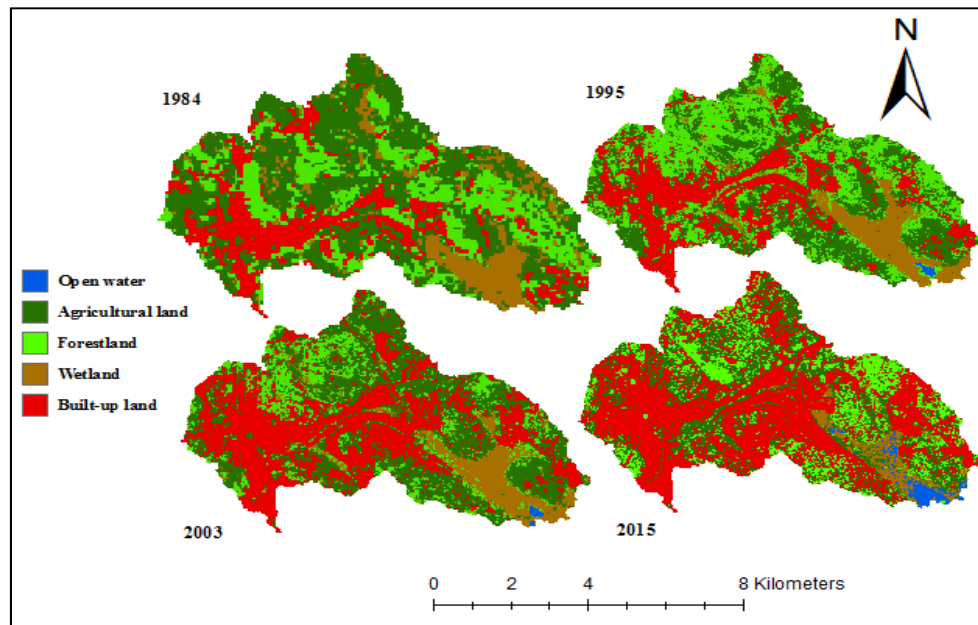 N
1984
1995
Open water
Agricultural land
Forestland
Wetland
Built-up land
2003
2015
0 2 4 8 Kilometers